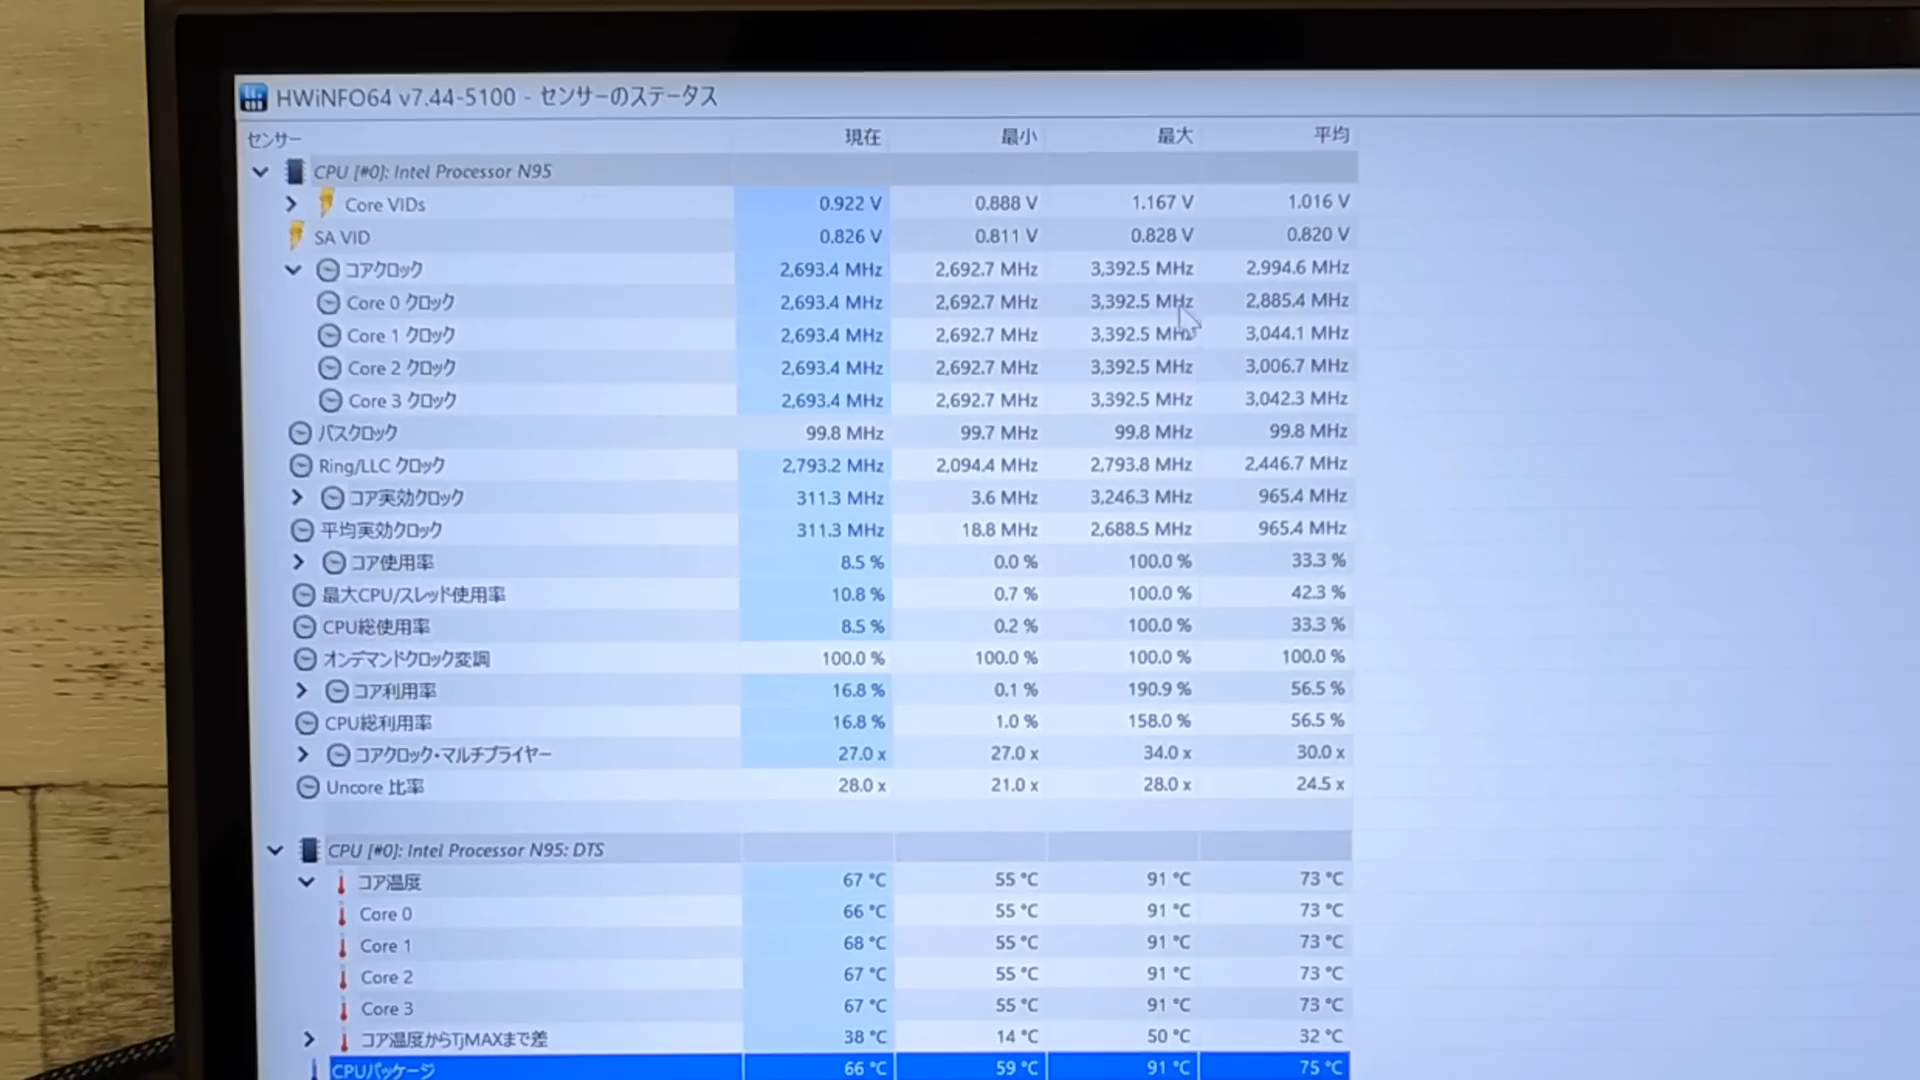 HWiNFO64 v7.44-5100 - センサーのステータス
センサー 現在 最小 最大 平均
CPU [#0]: Intel Processor N95
Core VIDs 0.922 V 0.888 V 1.167 V 1.016 V
SA VID 0.826 V 0.811 V 0.828 V 0.820 V
コアクロック 2,693.4 MHz 2,692.7 MHz 3,392.5 MHz 2,994.6 MHz
Core 0 クロック 2,693.4 MHz 2,692.7 MHz 3,392.5 MHz 2,885.4 MHz
Core 1 クロック 2,693.4 MHz 2,692.7 MHz 3,392.5 MHz 3,044.1 MHz
Core 2 クロック 2,693.4 MHz 2,692.7 MHz 3,392.5 MHz 3,006.7 MHz
Core 3 クロック 2,693.4 MHz 2,692.7 MHz 3,392.5 MHz 3,042.3 MHz
バスクロック 99.8 MHz 99.7 MHz 99.8 MHz 99.8 MHz
Ring/LLC クロック 2,793.2 MHz 2,094.4 MHz 2,793.8 MHz 2,446.7 MHz
コア実効クロック 311.3 MHz 3.6 MHz 3,246.3 MHz 965.4 MHz
平均実効クロック 311.3 MHz 18.8 MHz 2,688.5 MHz 965.4 MHz
コア使用率 8.5 % 0.0 % 100.0 % 33.3 %
最大CPU/スレッド使用率 10.8 % 0.7 % 100.0 % 42.3 %
CPU総使用率 8.5 % 0.2 % 100.0 % 33.3 %
オンデマンドクロック変調 100.0 % 100.0 % 100.0 % 100.0 %
コア利用率 16.8 % 0.1 % 190.9 % 56.5 %
CPU総利用率 16.8 % 1.0 % 158.0 % 56.5 %
コアクロック・マルチプライヤー 27.0 x 27.0 x 34.0 x 30.0 x
Uncore 比率 28.0 x 21.0 x 28.0 x 24.5 x
CPU [#0]: Intel Processor N95: DTS
コア温度 67 °C 55 °C 91 °C 73 °C
Core 0 66 °C 55 °C 91 °C 73 °C
Core 1 68 °C 55 °C 91 °C 73 °C
Core 2 67 °C 55 °C 91 °C 73 °C
Core 3 67 °C 55 °C 91 °C 73 °C
コア温度からTjMAXまで差 38 °C 14 °C 50 °C 32 °C
CPUパッケージ 66 °C 59 °C 91 °C 75 °C